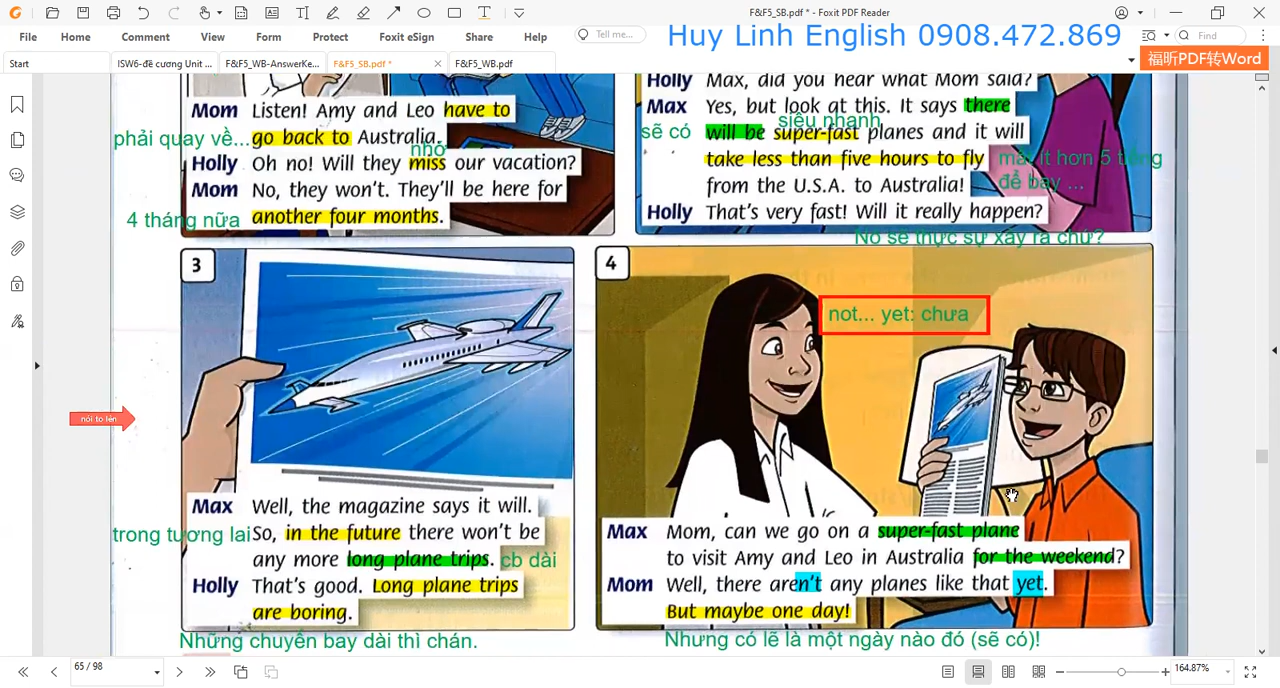 F&F5_SB.pdf * - Foxit PDF Reader
File Home Comment View Form Protect Foxit eSign Share Help Tell me... Find
Huy Linh English 0908.472.869
Start ISW6-đề cương Unit ... F&F5_WB-AnswerKe... F&F5_SB.pdf * F&F5_WB.pdf
福昕PDF转Word
Mom Listen! Amy and Leo have to
go back to Australia.
phải quay về...
nhớ
Holly Oh no! Will they miss our vacation?
Mom No, they won't. They'll be here for
another four months.
4 tháng nữa
Holly Max, did you hear what Mom said?
Max Yes, but look at this. It says there
siêu nhanh
sẽ có
will be super-fast planes and it will
take less than five hours to fly
mất ít hơn 5 tiếng
để bay ...
from the U.S.A. to Australia!
Holly That's very fast! Will it really happen?
Nó sẽ thực sự xảy ra chứ?
3
nói to lên
Max Well, the magazine says it will.
So, in the future there won't be
trong tương lai
any more long plane trips.
cb dài
Holly That's good. Long plane trips
are boring.
Những chuyến bay dài thì chán.
4
not... yet: chưa
Max Mom, can we go on a super-fast plane
to visit Amy and Leo in Australia for the weekend?
Mom Well, there aren't any planes like that yet.
But maybe one day!
Nhưng có lẽ là một ngày nào đó (sẽ có)!
65 / 98
164.87%